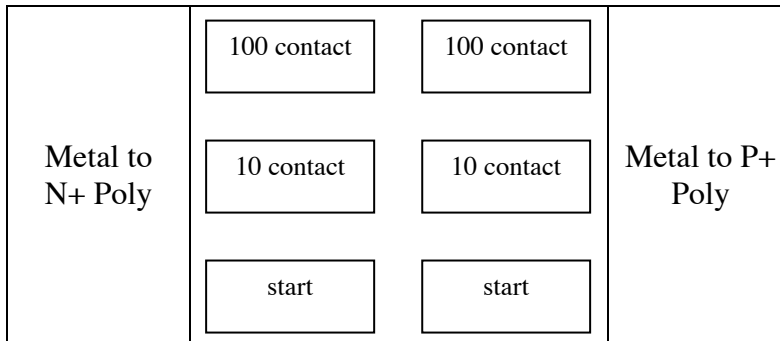 100 contact
100 contact
Metal to
N+ Poly
10 contact
10 contact
Metal to P+
Poly
start
start